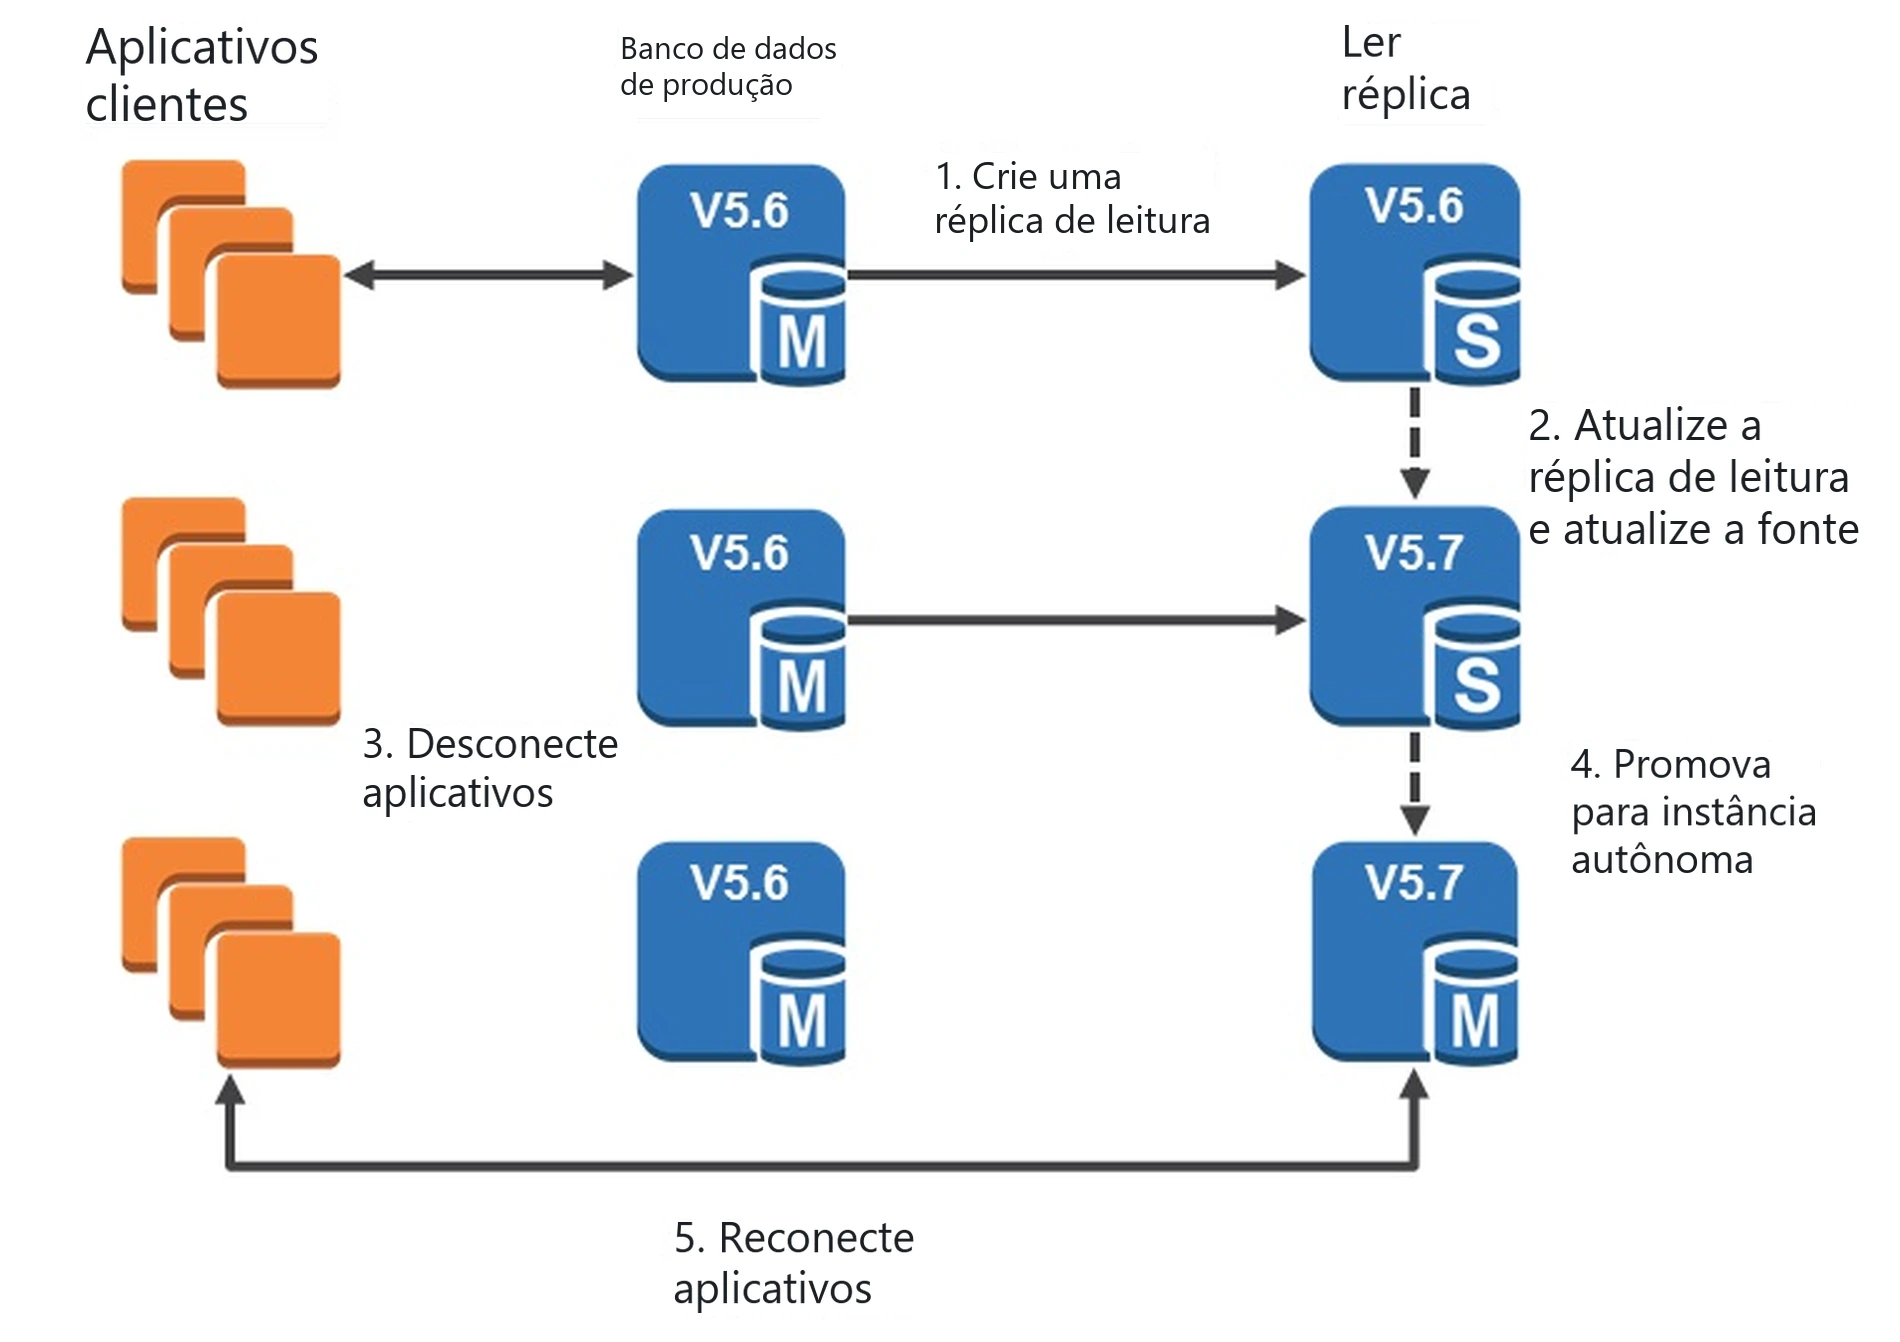 Aplicativos
clientes
Banco de dados
de produção
Ler
réplica
V5.6
M
1. Crie uma
réplica de leitura
V5.6
S
2. Atualize a
réplica de leitura
e atualize a fonte
V5.6
M
V5.7
S
3. Desconecte
aplicativos
4. Promova
para instância
autônoma
V5.6
M
V5.7
M
5. Reconecte
aplicativos